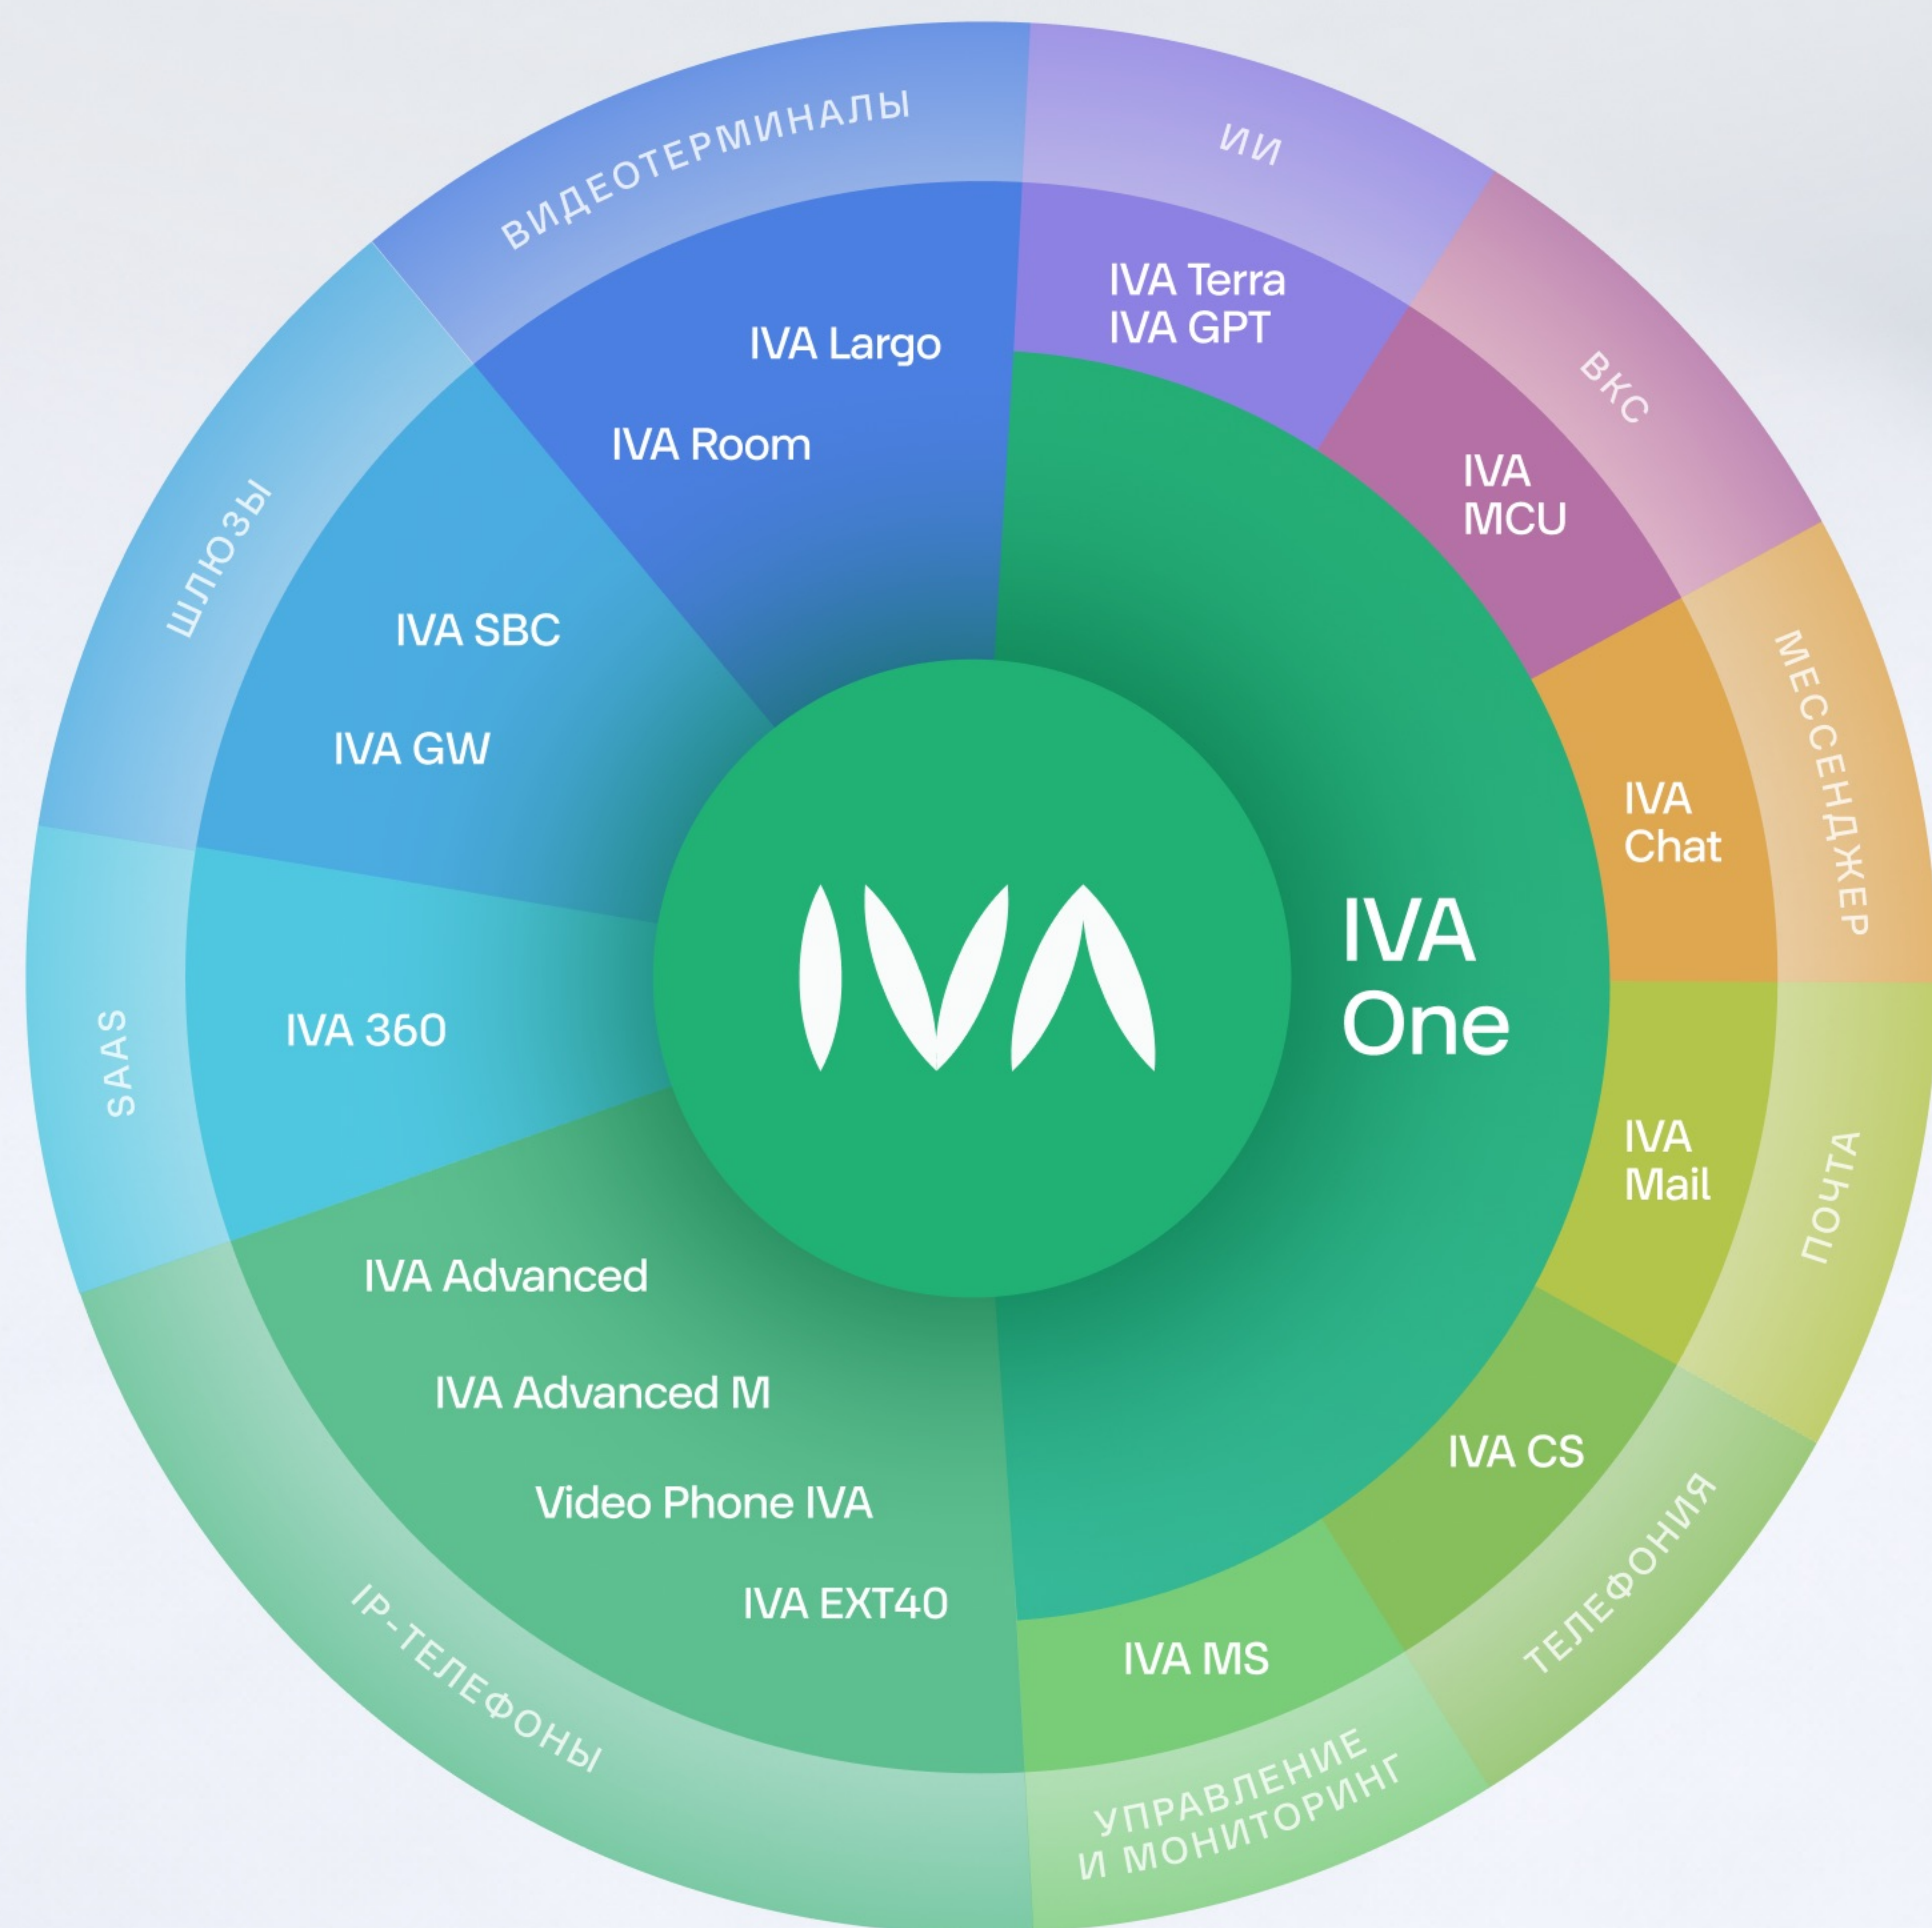 ВИДЕОТЕРМИНАЛЫ
IVA Largo
IVA Room
ИИ
IVA Terra
IVA GPT
ВКС
IVA
MCU
МЕССЕНДЖЕР
IVA
Chat
ПОЧТА
IVA
Mail
ТЕЛЕФОНИЯ
IVA CS
УПРАВЛЕНИЕ
И МОНИТОРИНГ
IVA MS
IVA
One
IVA
IP-ТЕЛЕФОНЫ
IVA Advanced
IVA Advanced M
Video Phone IVA
IVA EXT40
SAAS
IVA 360
ШЛЮЗЫ
IVA SBC
IVA GW